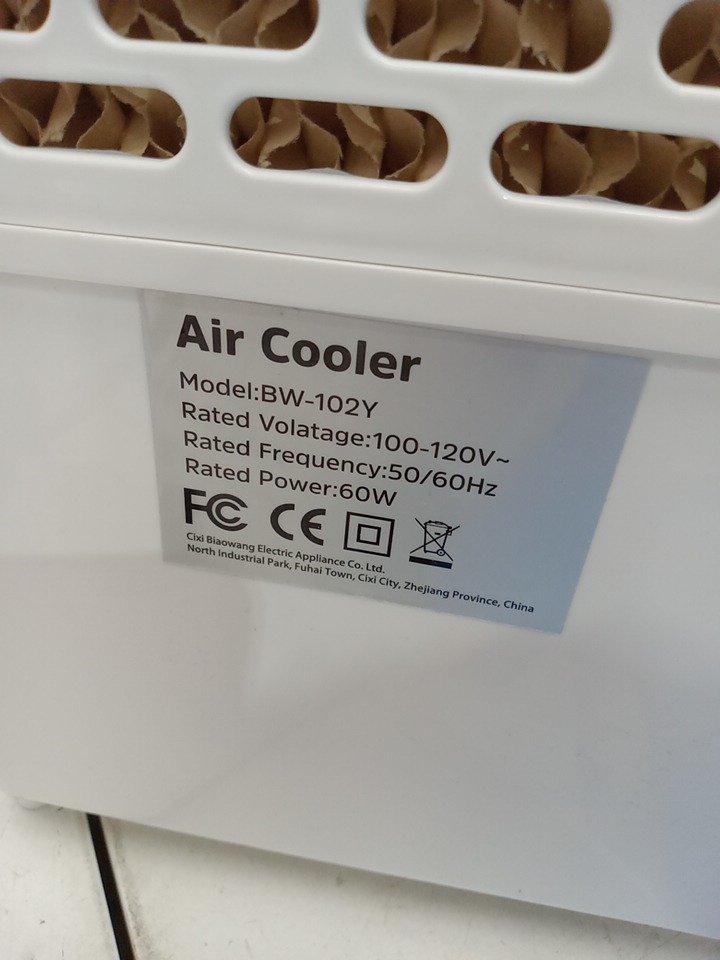 Air Cooler
Model:BW-102Y
Rated Volatage:100-120V~
Rated Frequency:50/60Hz
Rated Power:60W
FC CE
Cixi Biaowang Electric Appliance Co. Ltd.
North Industrial Park, Fuhai Town, Cixi City, Zhejiang Province, China